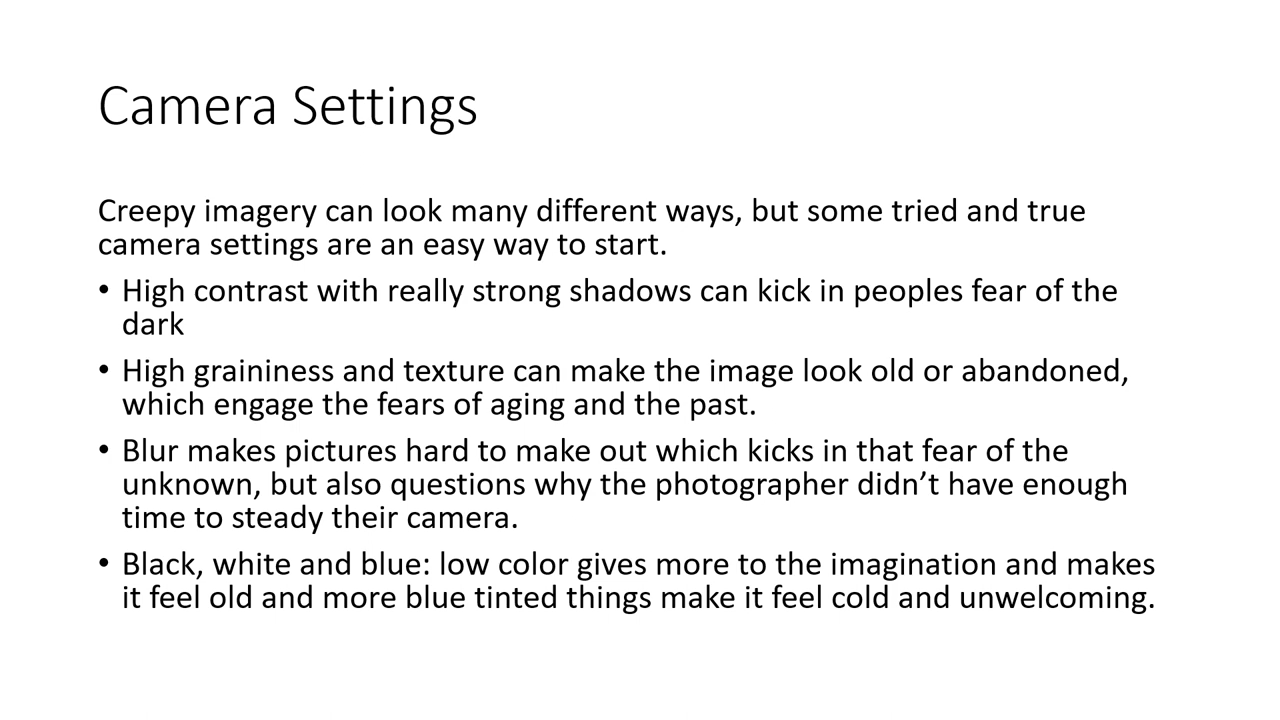 Camera Settings
Creepy imagery can look many different ways, but some tried and true
camera settings are an easy way to start.
• High contrast with really strong shadows can kick in peoples fear of the
dark
• High graininess and texture can make the image look old or abandoned,
which engage the fears of aging and the past.
• Blur makes pictures hard to make out which kicks in that fear of the
unknown, but also questions why the photographer didn’t have enough
time to steady their camera.
• Black, white and blue: low color gives more to the imagination and makes
it feel old and more blue tinted things make it feel cold and unwelcoming.